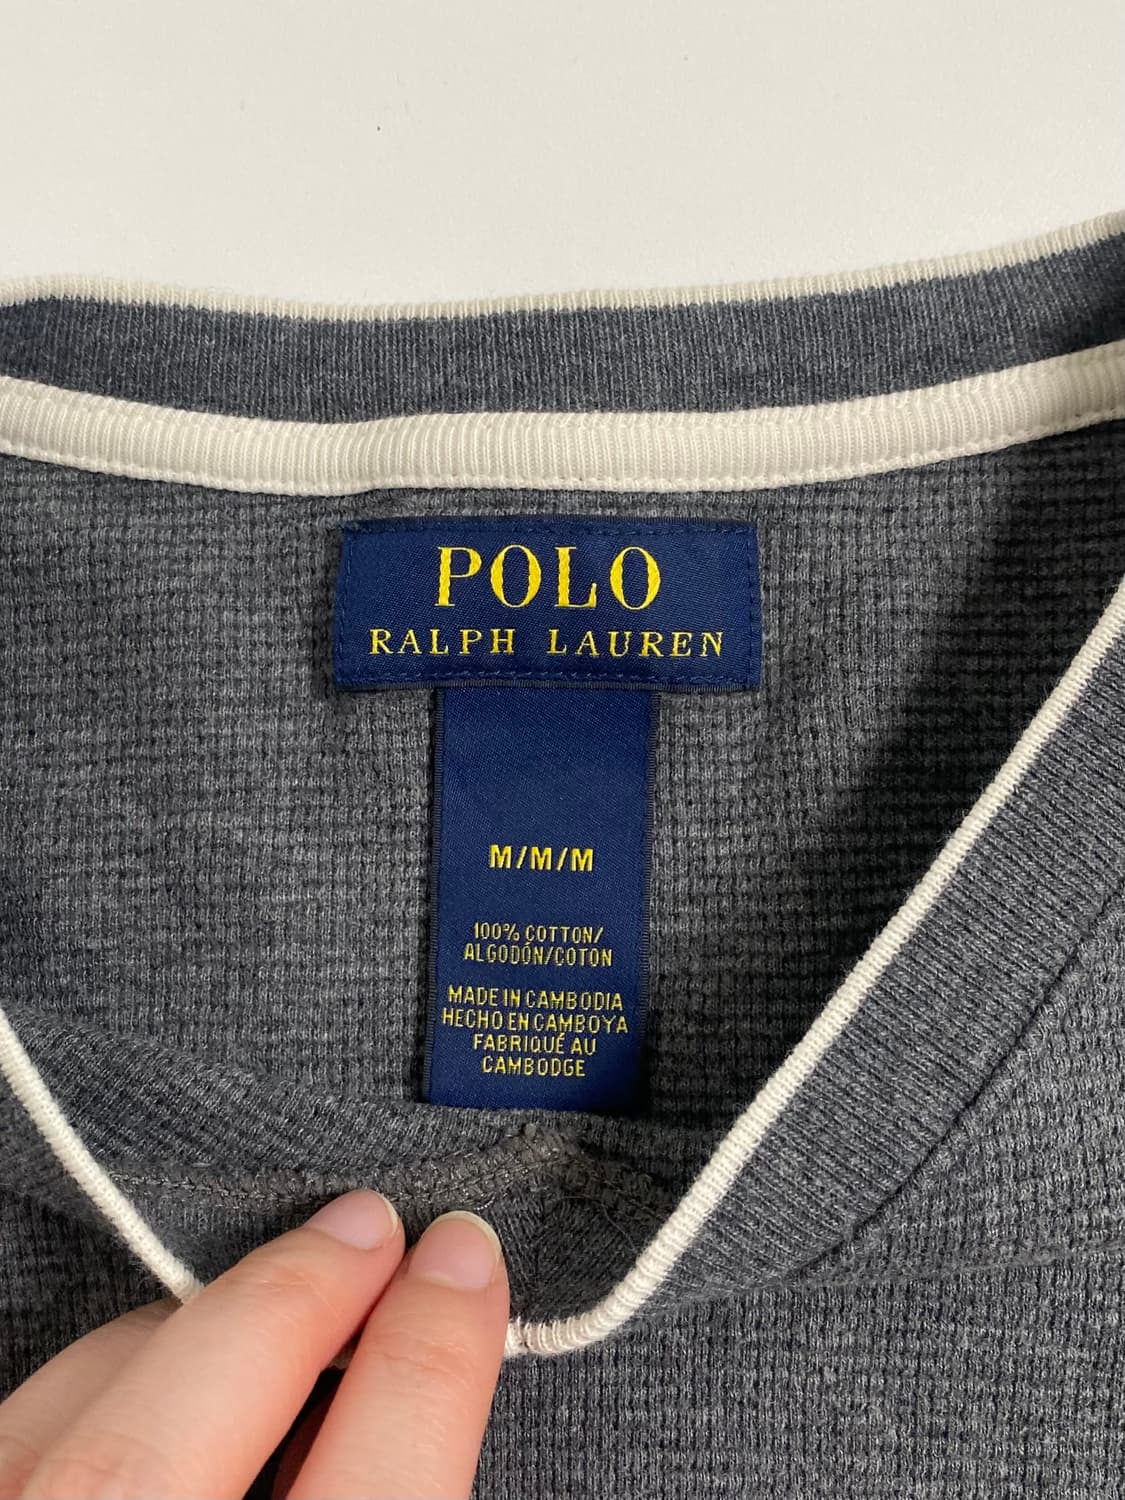 POLO
RALPH LAUREN
M/M/M
100% COTTON/
ALGODÓN/COTON
MADE IN CAMBODIA
HECHO EN CAMBOYA
FABRIQUÉ AU
CAMBODGE